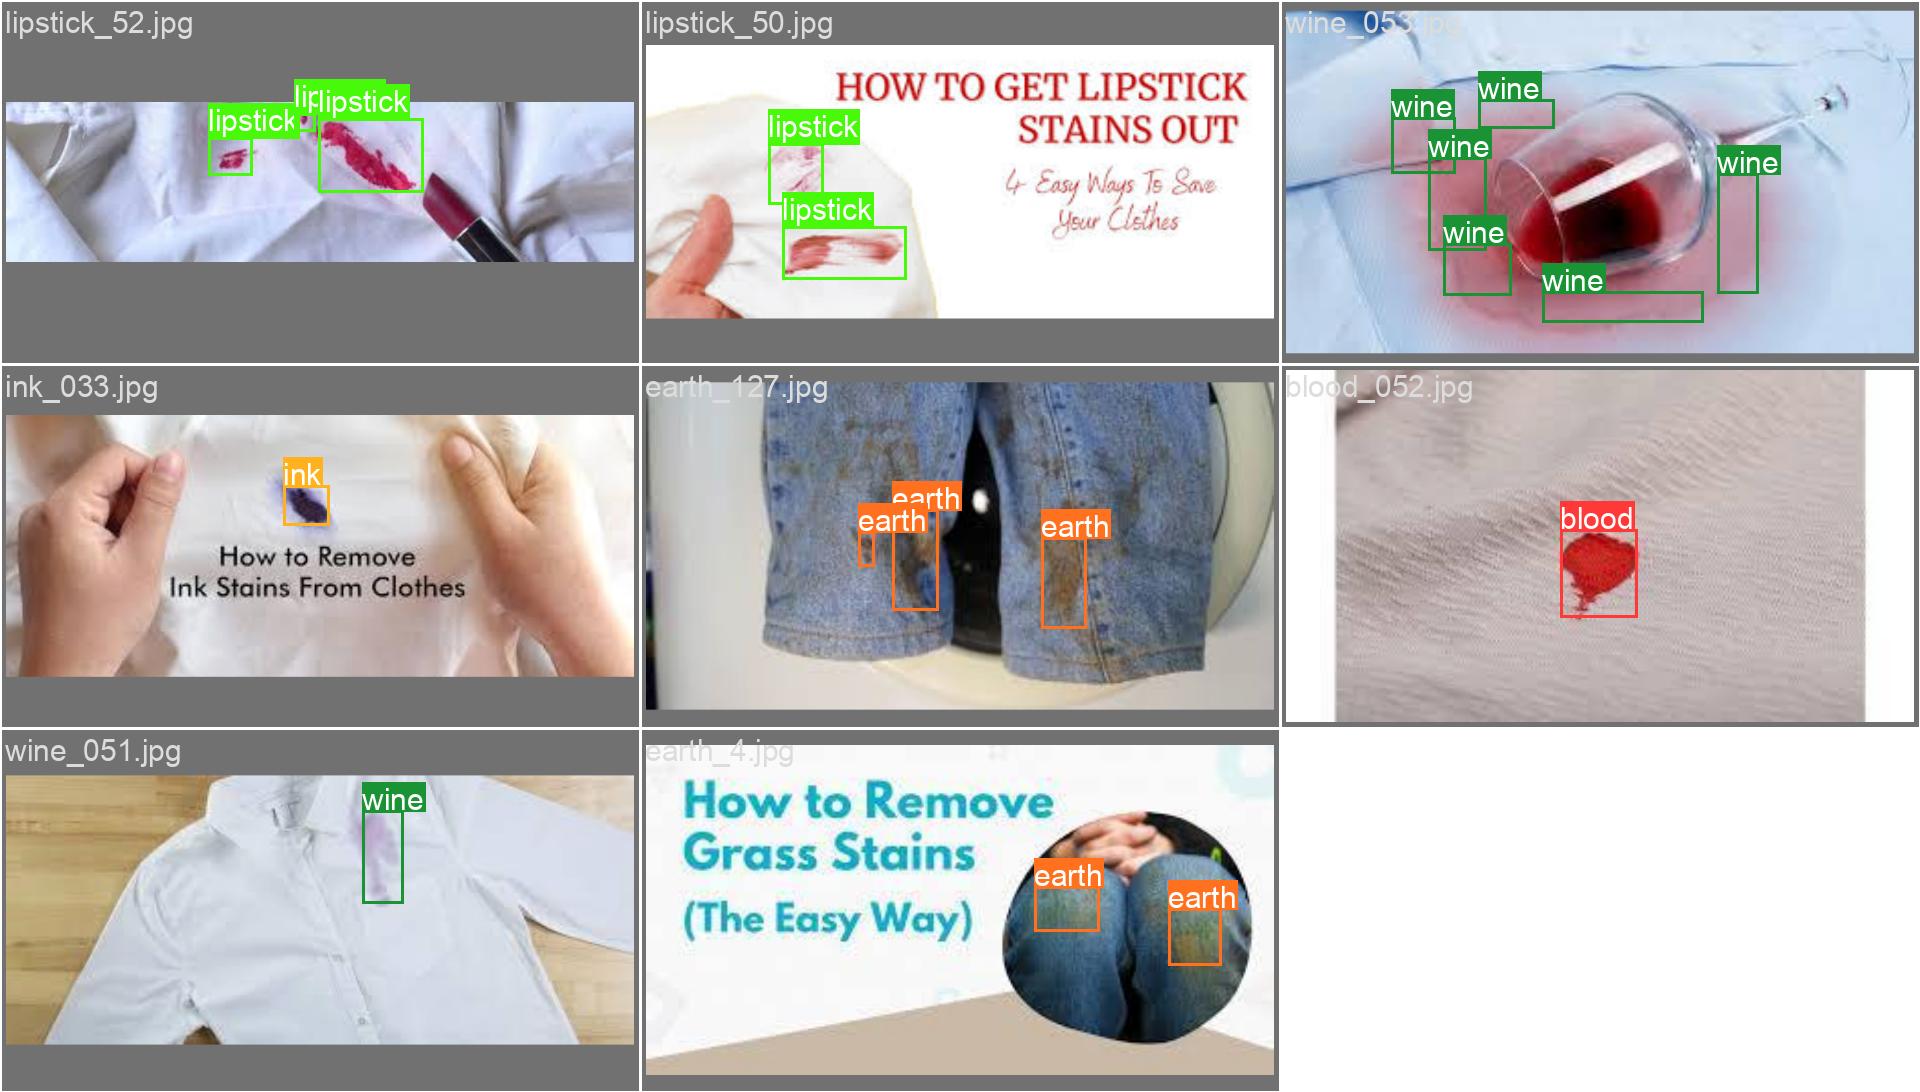 lipstick_52.jpg
lipstick
lip
lipstick
lipstick_50.jpg
HOW TO GET LIPSTICK
STAINS OUT
4 Easy Ways To Save
Your Clothes
lipstick
lipstick
wine_053.jpg
wine
wine
wine
wine
wine
wine
ink_033.jpg
ink
How to Remove
Ink Stains From Clothes
earth_127.jpg
earth
earth
earth
blood_052.jpg
blood
wine_051.jpg
wine
earth_4.jpg
How to Remove
Grass Stains
(The Easy Way)
earth
earth